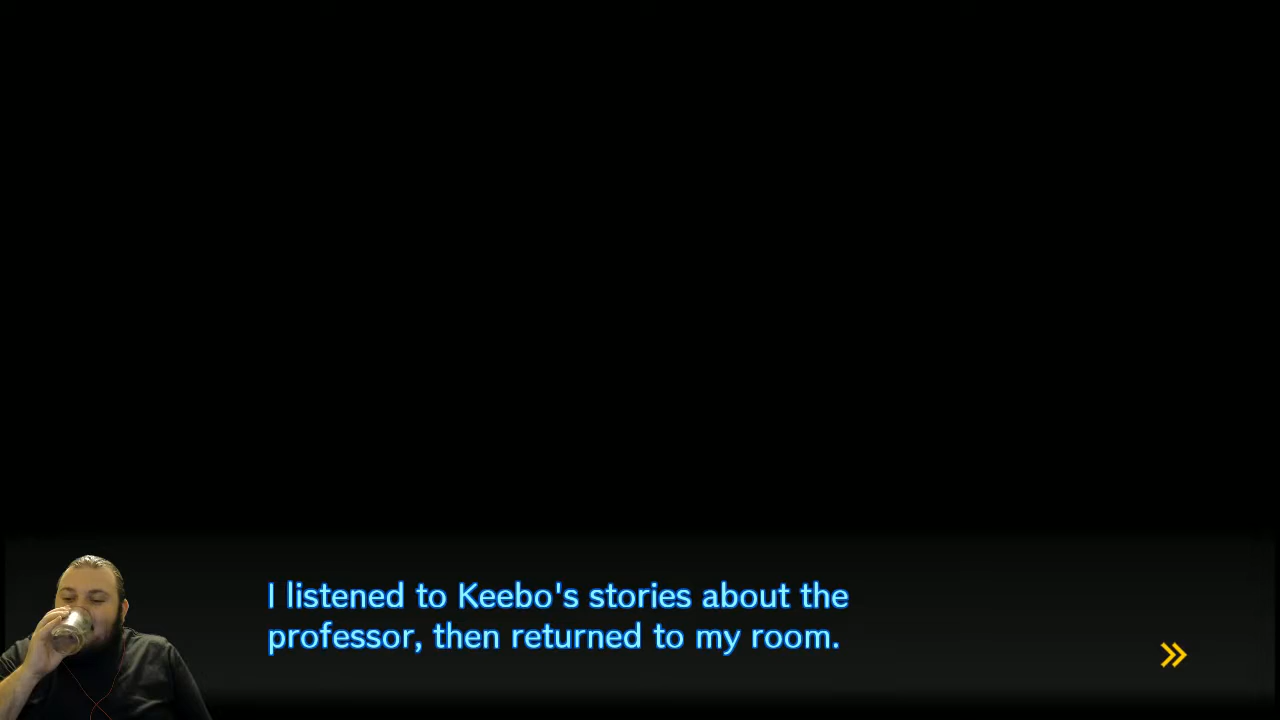 I listened to Keebo's stories about the
professor, then returned to my room.